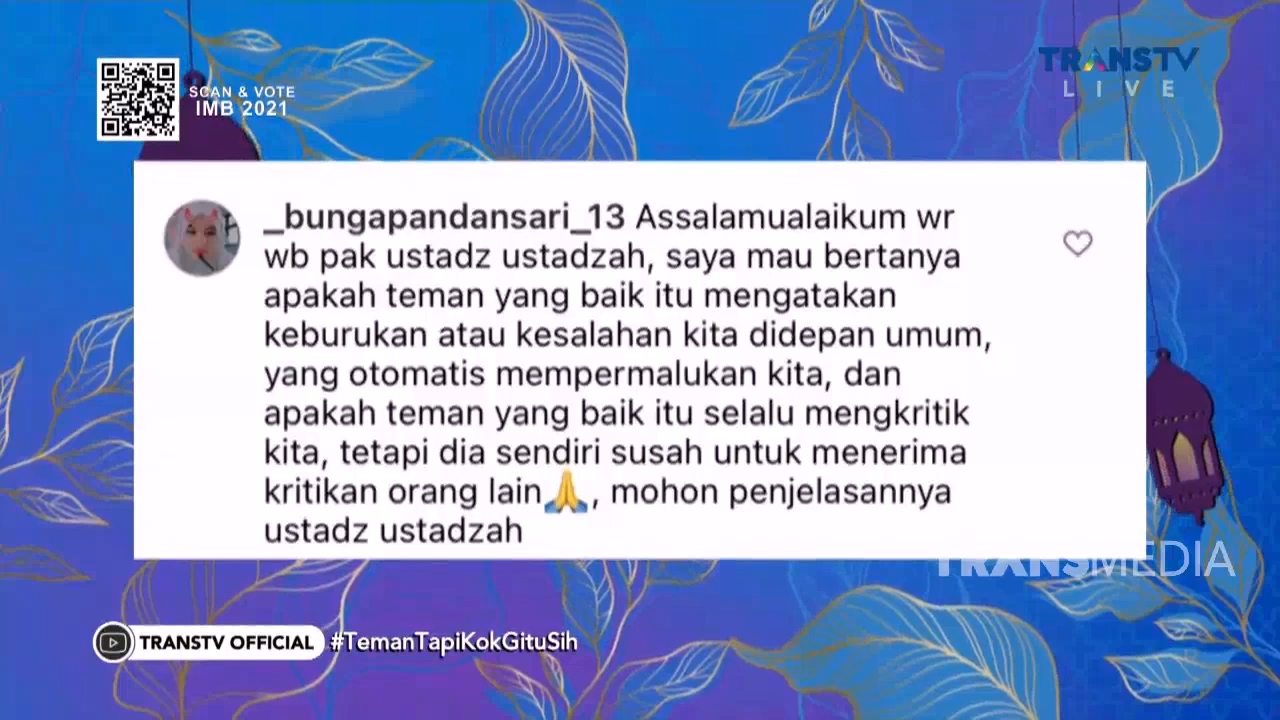 SCAN & VOTE
IMB 2021
TRANSTV
LIVE
_bungapandansari_13 Assalamualaikum wr
wb pak ustadz ustadzah, saya mau bertanya
apakah teman yang baik itu mengatakan
keburukan atau kesalahan kita didepan umum,
yang otomatis mempermalukan kita, dan
apakah teman yang baik itu selalu mengkritik
kita, tetapi dia sendiri susah untuk menerima
kritikan orang lain🙏, mohon penjelasannya
ustadz ustadzah
TRANSMEDIA
TRANSTV OFFICIAL #TemanTapiKokGituSih